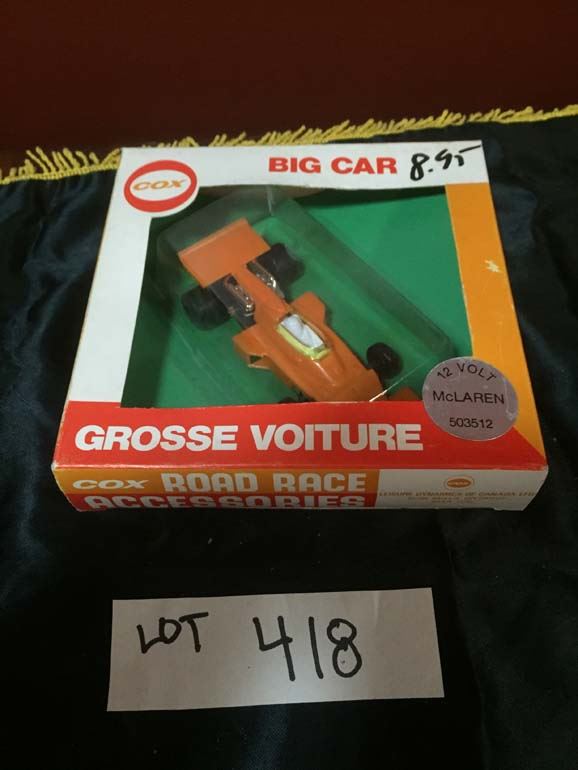 COX
BIG CAR 8.95
12 VOLT
McLAREN
503512
GROSSE VOITURE
COX ROAD RACE
ACCESSORIES
COX
LEISURE DYNAMICS OF CANADA LTD
LOT 418